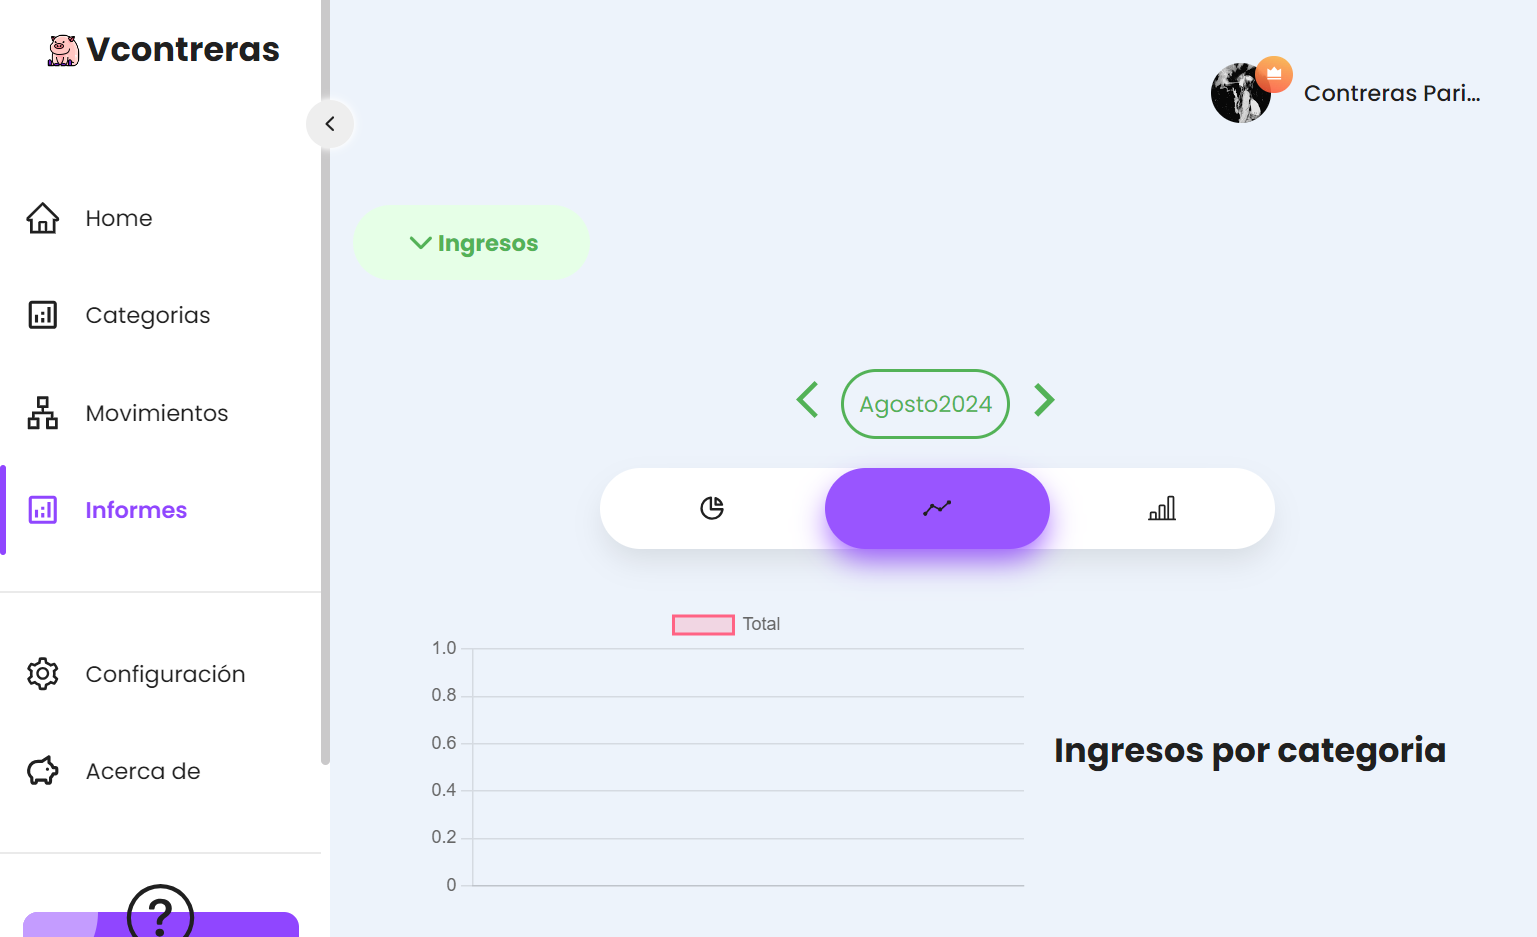 Vcontreras
Contreras Pari...
Home
Categorias
Movimientos
Informes
Configuración
Acerca de
?
Ingresos
Agosto2024
Total
1.0
0.8
0.6
0.4
0.2
0
Ingresos por categoria